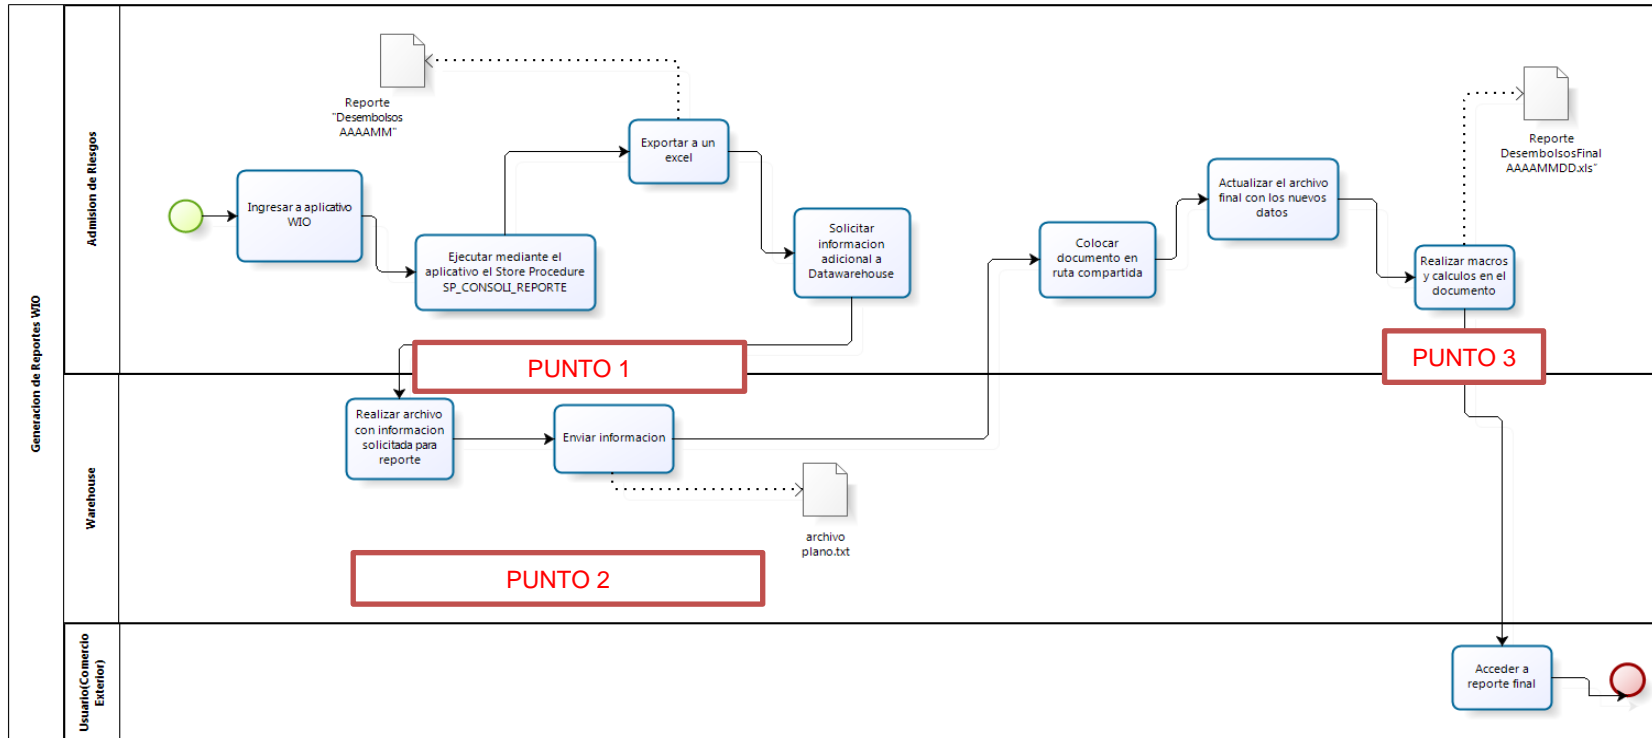 Generacion de Reportes WIO
Admision de Riesgos
Reporte
"Desembolsos
AAAAMM"
Ingresar a aplicativo
WIO
Ejecutar mediante el
aplicativo el Store Procedure
SP_CONSOLI_REPORTE
Exportar a un
excel
Solicitar
informacion
adicional a
Datawarehouse
Colocar
documento en
ruta compartida
Actualizar el archivo
final con los nuevos
datos
Realizar macros
y calculos en el
documento
Reporte
DesembolsosFinal
AAAAMMDD.xls"
PUNTO 1
PUNTO 3
Warehouse
Realizar archivo
con informacion
solicitada para
reporte
Enviar informacion
archivo
plano.txt
PUNTO 2
Usuario(Comercio
Exterior)
Acceder a
reporte final